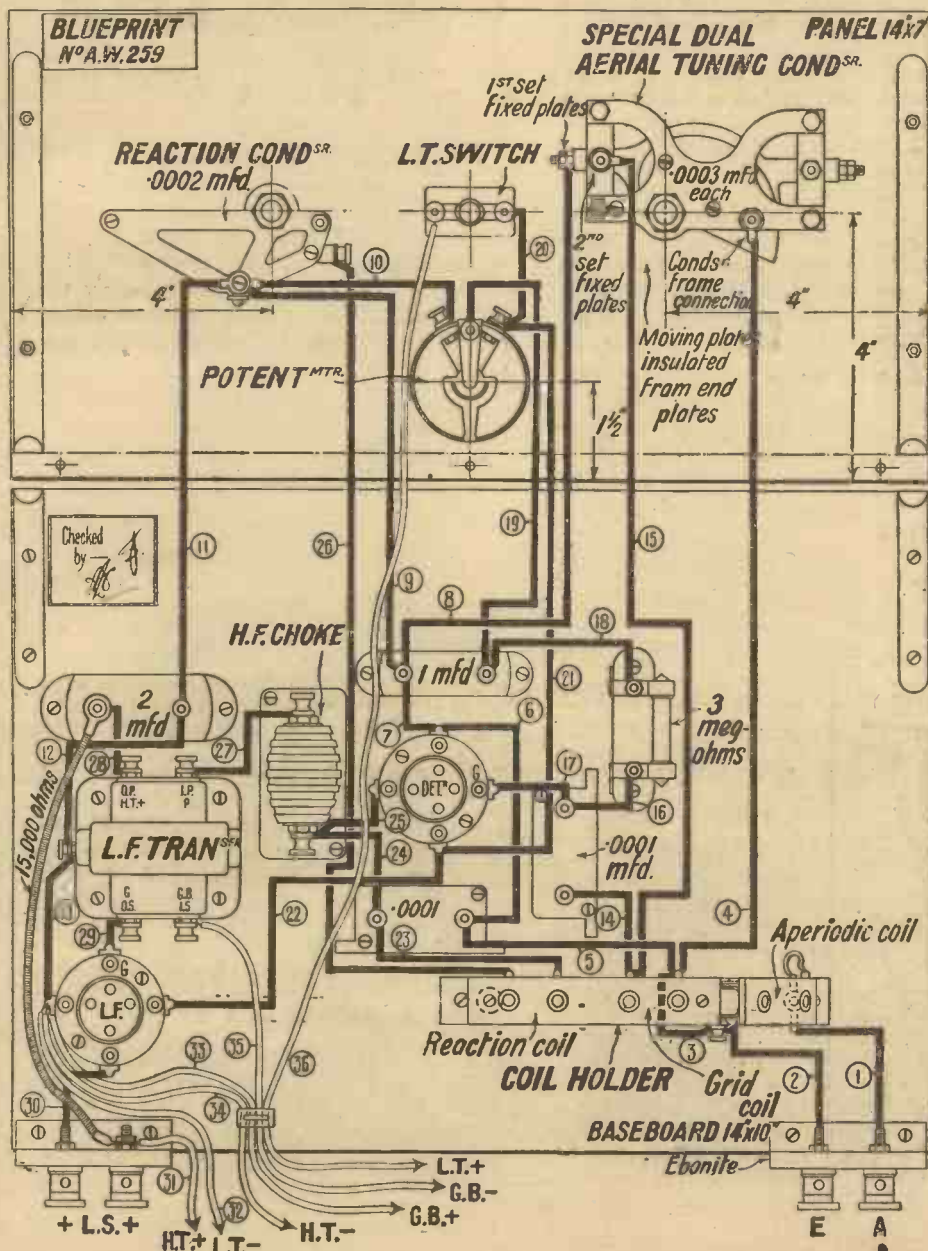 BLUEPRINT
No A.W. 259
SPECIAL DUAL
AERIAL TUNING CONDSR.
PANEL 14"x7"
1ST set
fixed plates
REACTION CONDSR.
.0002 mfd
L.T. SWITCH
.0003 mfd
each
2ND
set
fixed
plates
Condsr
frame
connection
20
10
4"
4"
4"
POTENTMTR.
Moving plates
insulated
from end
plates
1½"
Checked
by
11
26
19
15
9
8
18
H.F. CHOKE
2
mfd
1 mfd
21
3
meg-
ohms
12
28
27
7
6
17
O.P.
H.T.+
I.P.
P
DETR
G
16
15,000 ohms
L.F. TRANSFR
25
24
.0001
mfd.
G
O.S.
G.B.
I.S
22
.0001
14
4
29
23
5
Aperiodic coil
G
L.F.
Reaction coil
3
COIL HOLDER
Grid
coil
2
1
33
35
36
34
30
BASEBOARD 14"x10"
Ebonite
31
32
L.T.+
G.B.-
G.B.+
H.T.-
+ L.S. +
H.T.+
L.T-
E
A